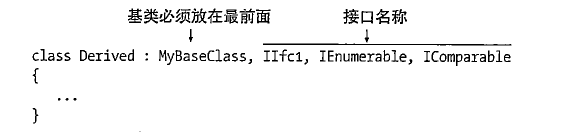 基类必须放在最前面 接口名称
↓ ↓
class Derived : MyBaseClass, IIfc1, IEnumerable, IComparable
{
...
}